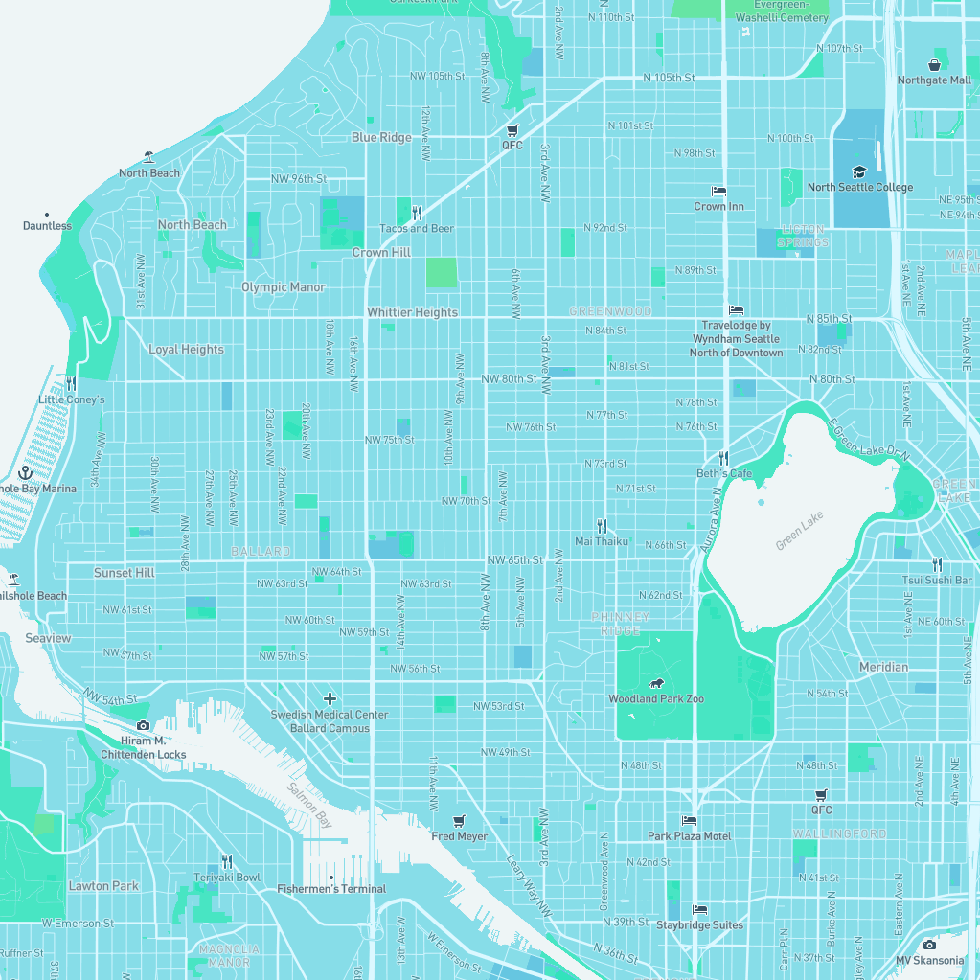 Evergreen-
Washelli Cemetery
N 110th St
2nd Ave NW
8th Ave NW
N 107th St
NW 105th St
N 105th St
Northgate Mall
12th Ave NW
N 101st St
Blue Ridge
QFC
N 100th St
N 98th St
3rd Ave NW
North Beach
NW 96th St
North Seattle College
Crown Inn
NE 95th S
NE 94th S
Dauntless
North Beach
Tacos and Beer
N 92nd St
LICTON
SPRINGS
Crown Hill
MAPL
LEA
31st Ave NW
6th Ave NW
N 89th St
1st Ave NE
2nd Ave NE
Olympic Manor
Whittier Heights
GREENWOOD
N 85th St
5th Ave NE
10th Ave NW
16th Ave NW
N 84th St
Travelodge by
Wyndham Seattle
North of Downtown
Loyal Heights
3rd Ave NW
N 82nd St
N 81st St
9th Ave NW
NW 80th St
N 80th St
Little Coney's
1st Ave NE
N 78th St
N 77th St
23rd Ave NW
20th Ave NW
NW 76th St
N 76th St
E Green Lake Dr N
10th Ave NW
NW 75th St
34th Ave NW
N 73rd St
Beth's Cafe
30th Ave NW
27th Ave NW
25th Ave NW
22nd Ave NW
hole Bay Marina
GREEN
LAKE
7th Ave NW
N 71st St
NW 70th St
Aurora Ave N
Green Lake
28th Ave NW
Mai Thaiku
N 66th St
BALLARD
NW 65th St
2nd Ave NW
Sunset Hill
NW 64th St
Tsui Sushi Bar
NW 63rd St
NW 63rd St
8th Ave NW
5th Ave NW
hilshole Beach
N 62nd St
1st Ave NE
NW 61st St
14th Ave NW
PHINNEY
RIDGE
NW 60th St
NE 60th St
NW 59th St
Seaview
NW 57th St
NW 57th St
5th Ave NE
NW 56th St
Meridian
Woodland Park Zoo
NW 54th St
N 54th St
NW 53rd St
Swedish Medical Center
Ballard Campus
Hiram M.
Chittenden Locks
NW 49th St
N 48th St
N 48th St
11th Ave NW
2nd Ave NE
4th Ave NE
Salmon Bay
QFC
Fred Meyer
Park Plaza Motel
WALLINGFORD
3rd Ave NW
Greenwood Ave N
N 42nd St
Teriyaki Bowl
Leary Way NW
N 41st St
Lawton Park
Fishermen's Terminal
Burke Ave N
Eastern Ave N
W Emerson St
N 39th St
Staybridge Suites
13th Ave W
W Emerson St
N 36th St
Ruffner St
MAGNOLIA
MANOR
Carr Pl N
N 37th St
MV Skansonia
16th Ave W